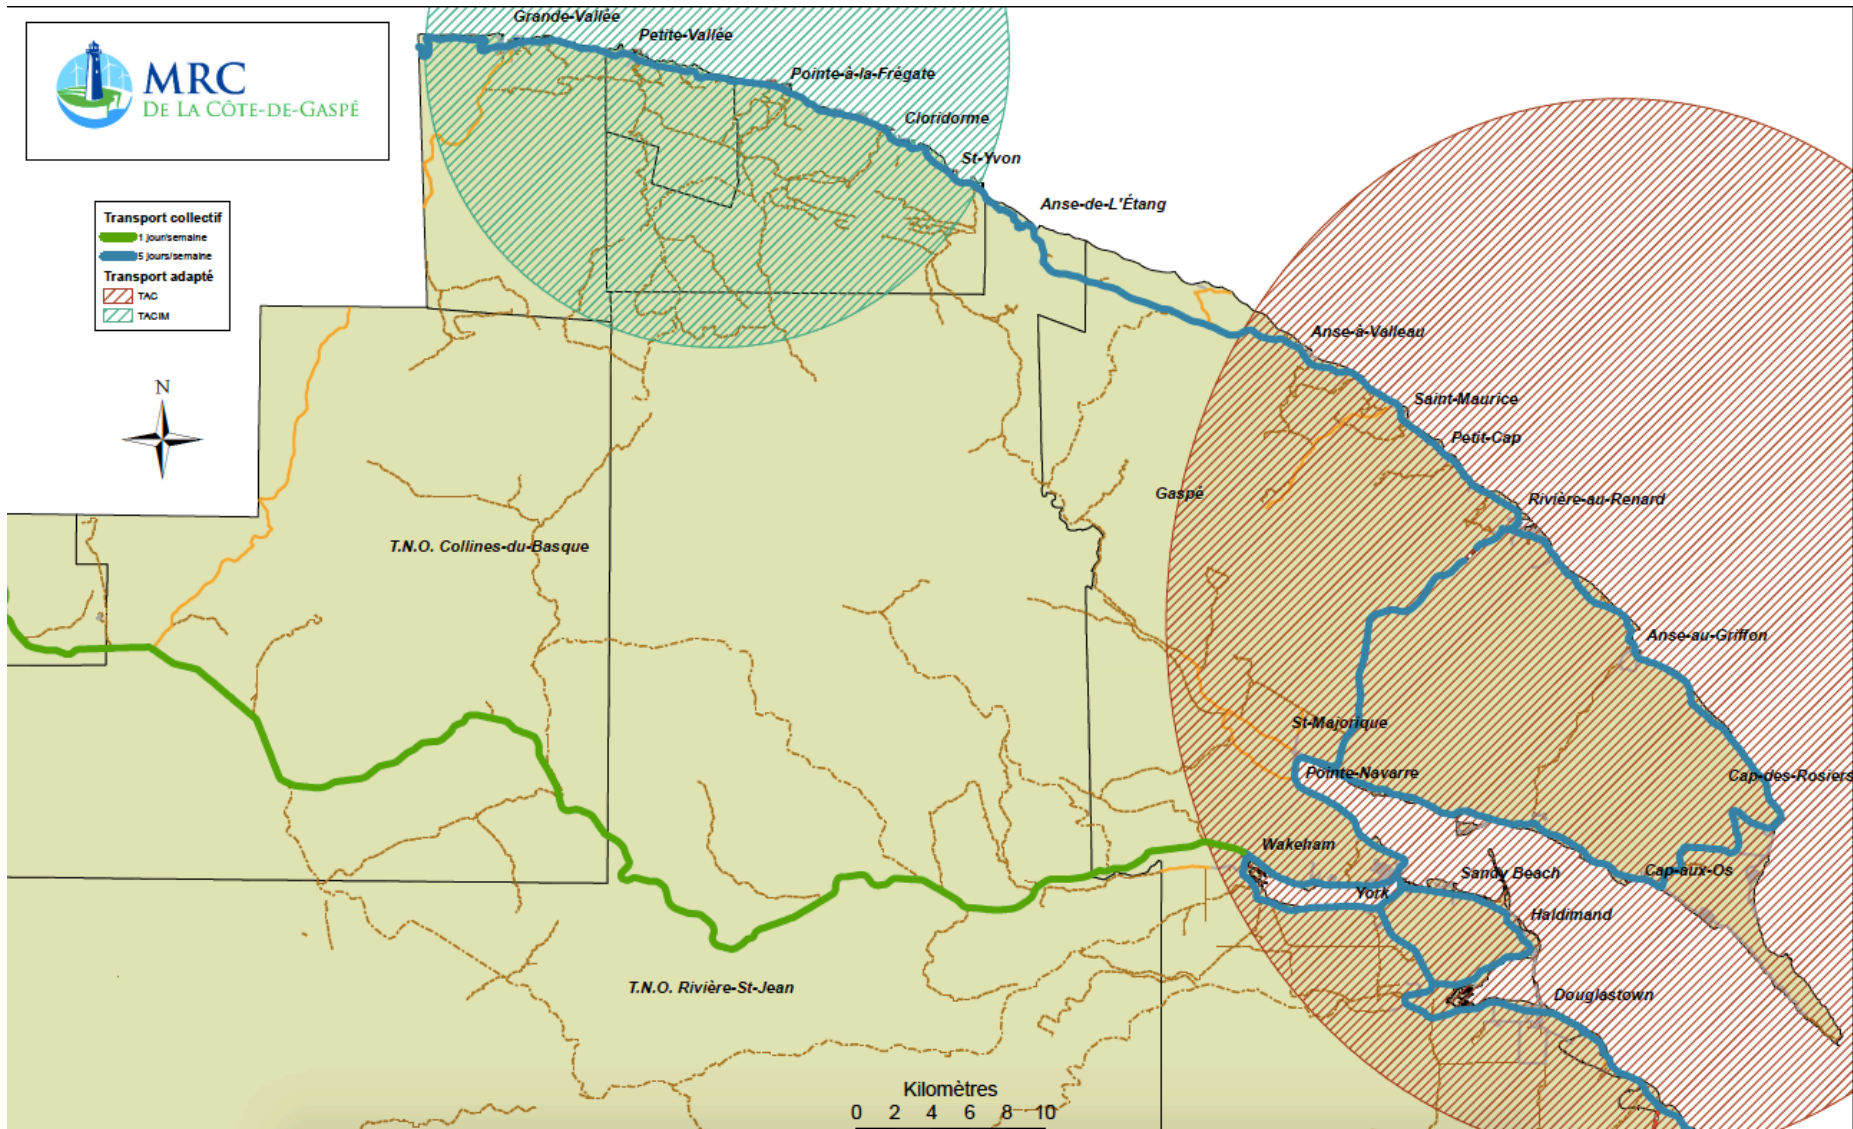 MRC
DE LA CÔTE-DE-GASPÉ
Transport collectif
1 jour/semaine
5 jours/semaine
Transport adapté
TAC
TACIM
N
Grande-Vallée
Petite-Vallée
Pointe-à-la-Frégate
Cloridorme
St-Yvon
Anse-de-L'Étang
Anse-à-Valleau
Saint-Maurice
Petit-Cap
Gaspé
Rivière-au-Renard
T.N.O. Collines-du-Basque
Anse-au-Griffon
St-Majorique
Pointe-Navarre
Cap-des-Rosiers
Wakeham
Cap-aux-Os
Sandy Beach
York
Haldimand
T.N.O. Rivière-St-Jean
Douglastown
Kilomètres
0 2 4 6 8 10